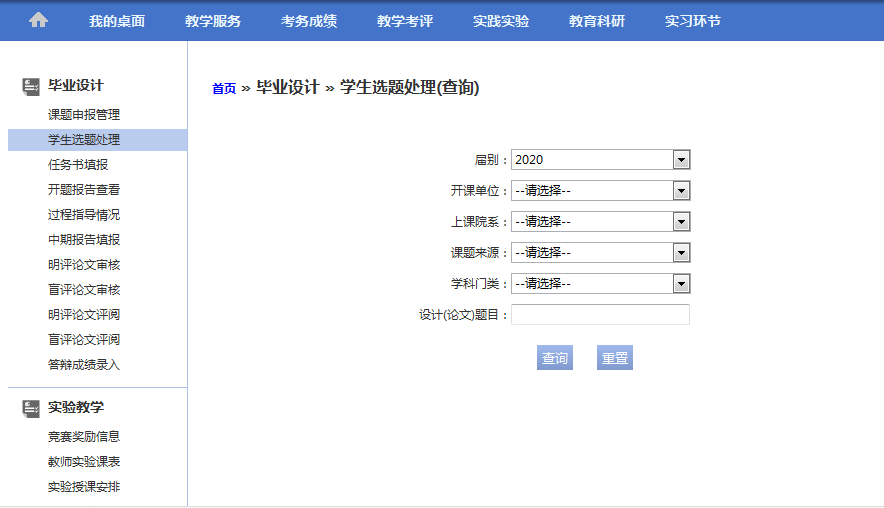 我的桌面 教学服务 考务成绩 教学考评 实践实验 教育科研 实习环节
毕业设计
课题申报管理
学生选题处理
任务书填报
开题报告查看
过程指导情况
中期报告填报
明评论文审核
盲评论文审核
明评论文评阅
盲评论文评阅
答辩成绩录入
实验教学
竞赛奖励信息
教师实验课表
实验授课安排
首页 » 毕业设计 » 学生选题处理(查询)
届别：2020
开课单位：--请选择--
上课院系：--请选择--
课题来源：--请选择--
学科门类：--请选择--
设计(论文)题目：
查询 重置